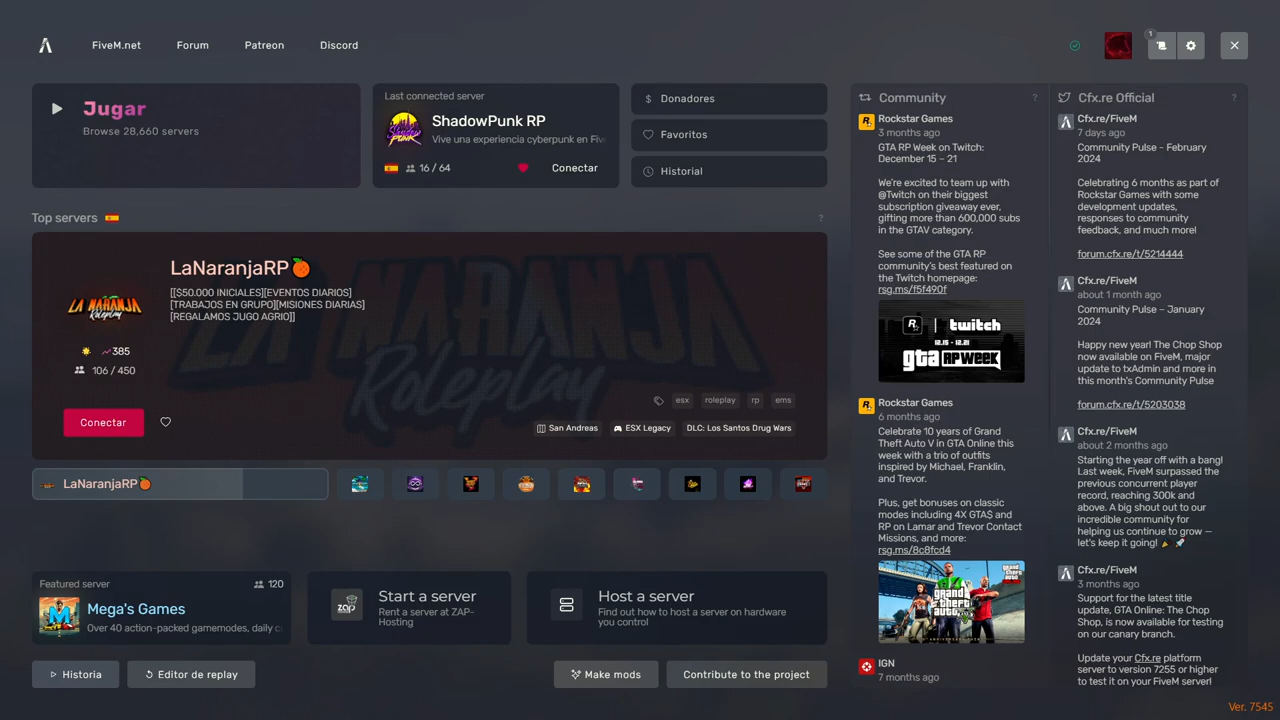 FiveM.net
Forum
Patreon
Discord
1
Jugar
Browse 28,660 servers
Last connected server
ShadowPunk RP
Vive una experiencia cyberpunk en Five
16 / 64
Conectar
$ Donadores
Favoritos
Historial
Top servers
?
LaNaranjaRP
[[$50.000 INICIALES][EVENTOS DIARIOS]
[TRABAJOS EN GRUPO][MISIONES DIARIAS]
[REGALAMOS JUGO AGRIO]]
LA NARANJA
Roleplay
385
106 / 450
Conectar
esx
roleplay
rp
ems
San Andreas
ESX Legacy
DLC: Los Santos Drug Wars
LaNaranjaRP
Featured server
120
Mega's Games
Over 40 action-packed gamemodes, daily c
ZAP
Start a server
Rent a server at ZAP-
Hosting
Host a server
Find out how to host a server on hardware
you control
Historia
Editor de replay
Make mods
Contribute to the project
Community
?
Rockstar Games
3 months ago
GTA RP Week on Twitch:
December 15 – 21
We're excited to team up with
@Twitch on their biggest
subscription giveaway ever,
gifting more than 600,000 subs
in the GTAV category.
See some of the GTA RP
community's best featured on
the Twitch homepage:
rsg.ms/f5f490f
R
twitch
12.15 - 12.21
gta RP WEEK
Rockstar Games
6 months ago
Celebrate 10 years of Grand
Theft Auto V in GTA Online this
week with a trio of outfits
inspired by Michael, Franklin,
and Trevor.
Plus, get bonuses on classic
modes including 4X GTA$ and
RP on Lamar and Trevor Contact
Missions, and more:
rsg.ms/8c8fcd4
grand
theft
auto
IGN
7 months ago
Cfx.re Official
?
Cfx.re/FiveM
7 days ago
Community Pulse - February
2024
Celebrating 6 months as part of
Rockstar Games with some
development updates,
responses to community
feedback, and much more!
forum.cfx.re/t/5214444
Cfx.re/FiveM
about 1 month ago
Community Pulse – January
2024
Happy new year! The Chop Shop
now available on FiveM, major
update to txAdmin and more in
this month's Community Pulse
forum.cfx.re/t/5203038
Cfx.re/FiveM
about 2 months ago
Starting the year off with a bang!
Last week, FiveM surpassed the
previous concurrent player
record, reaching 300k and
above. A big shout out to our
incredible community for
helping us continue to grow —
let's keep it going!
Cfx.re/FiveM
3 months ago
Support for the latest title
update, GTA Online: The Chop
Shop, is now available for testing
on our canary branch.
Update your Cfx.re platform
server to version 7255 or higher
to test it on your FiveM server!
Ver. 7545